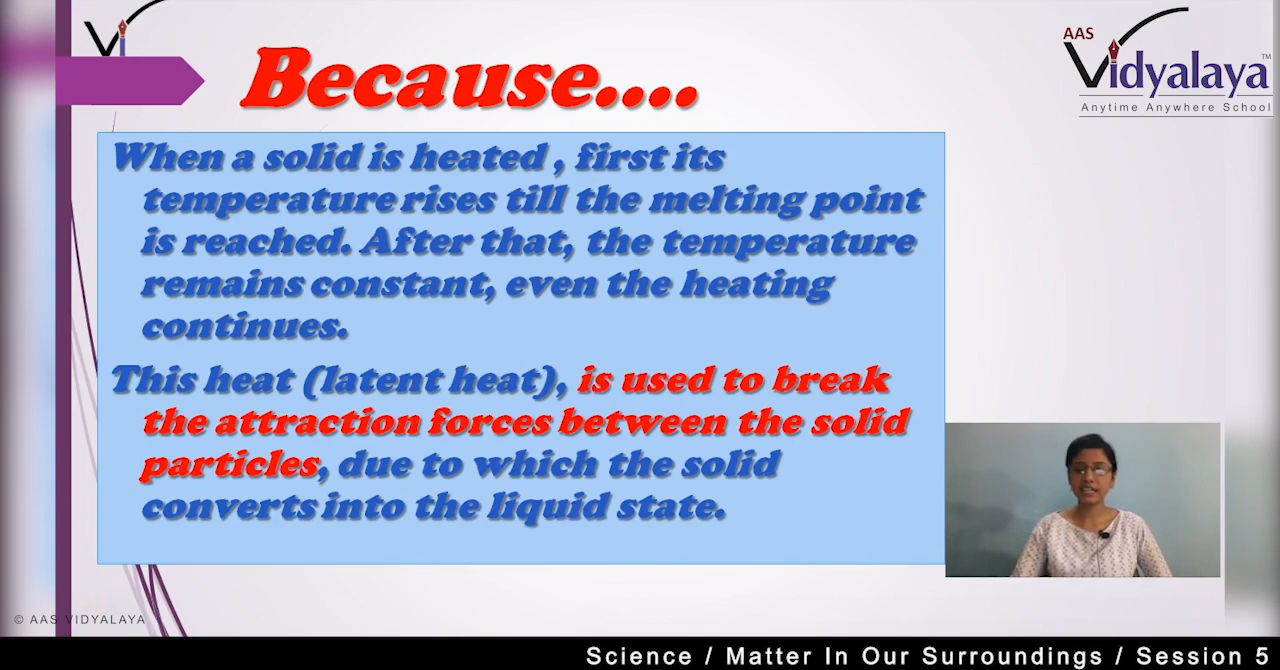 Vi
AAS
Vidyalaya TM
Anytime Anywhere School
Because....
When a solid is heated , first its
temperature rises till the melting point
is reached. After that, the temperature
remains constant, even the heating
continues.
This heat (latent heat), is used to break
the attraction forces between the solid
particles, due to which the solid
converts into the liquid state.
© AAS VIDYALAYA
Science / Matter In Our Surroundings / Session 5